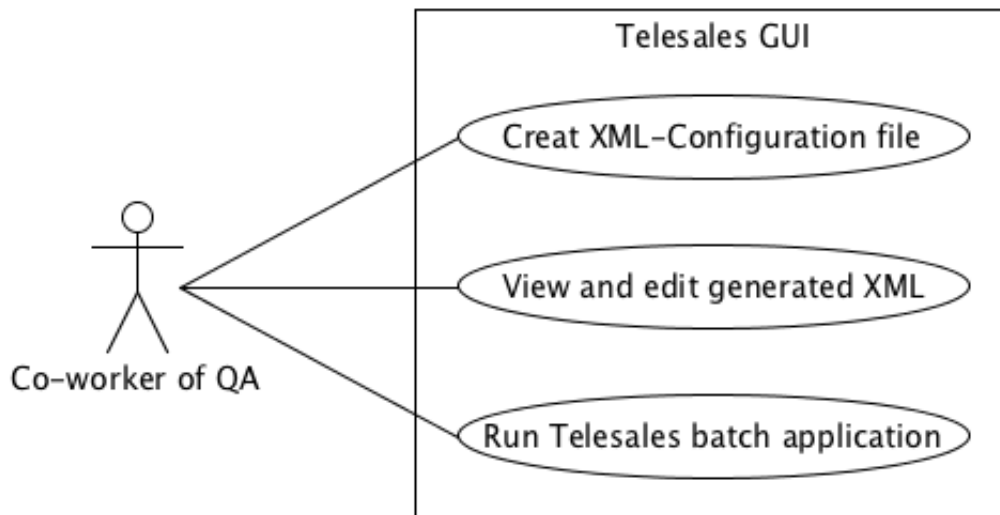 Telesales GUI
Creat XML-Configuration file
View and edit generated XML
Co-worker of QA
Run Telesales batch application